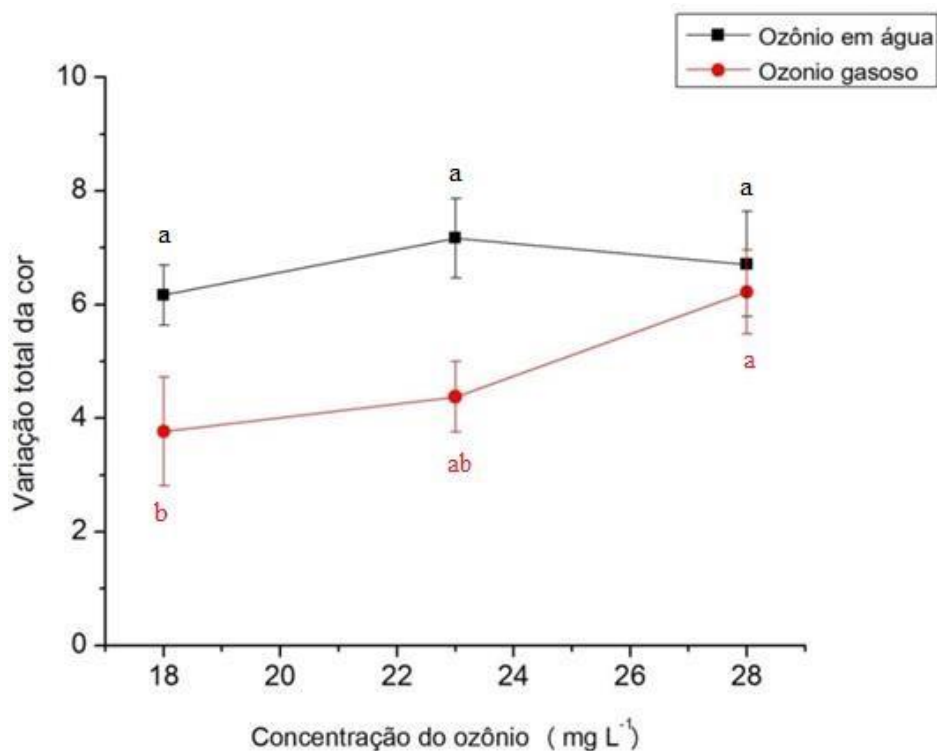 Ozônio em água
Ozonio gasoso
10
8
6
4
2
0
a
a
a
b
ab
a
18
20
22
24
26
28
Variação total da cor
Concentração do ozônio ( mg L⁻¹)